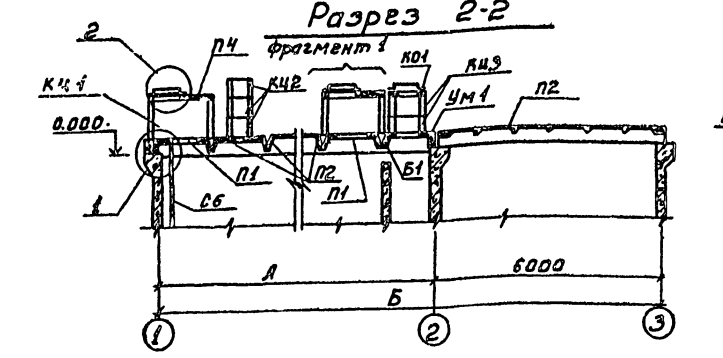 Разрез 2-2
фрагмент 1
2
П4
КЦ1
КЦ2
КО1
КЦ3
УМ1
П2
0.000
П1
П2
П1
Б1
1
С6
А
6000
Б
1
2
3